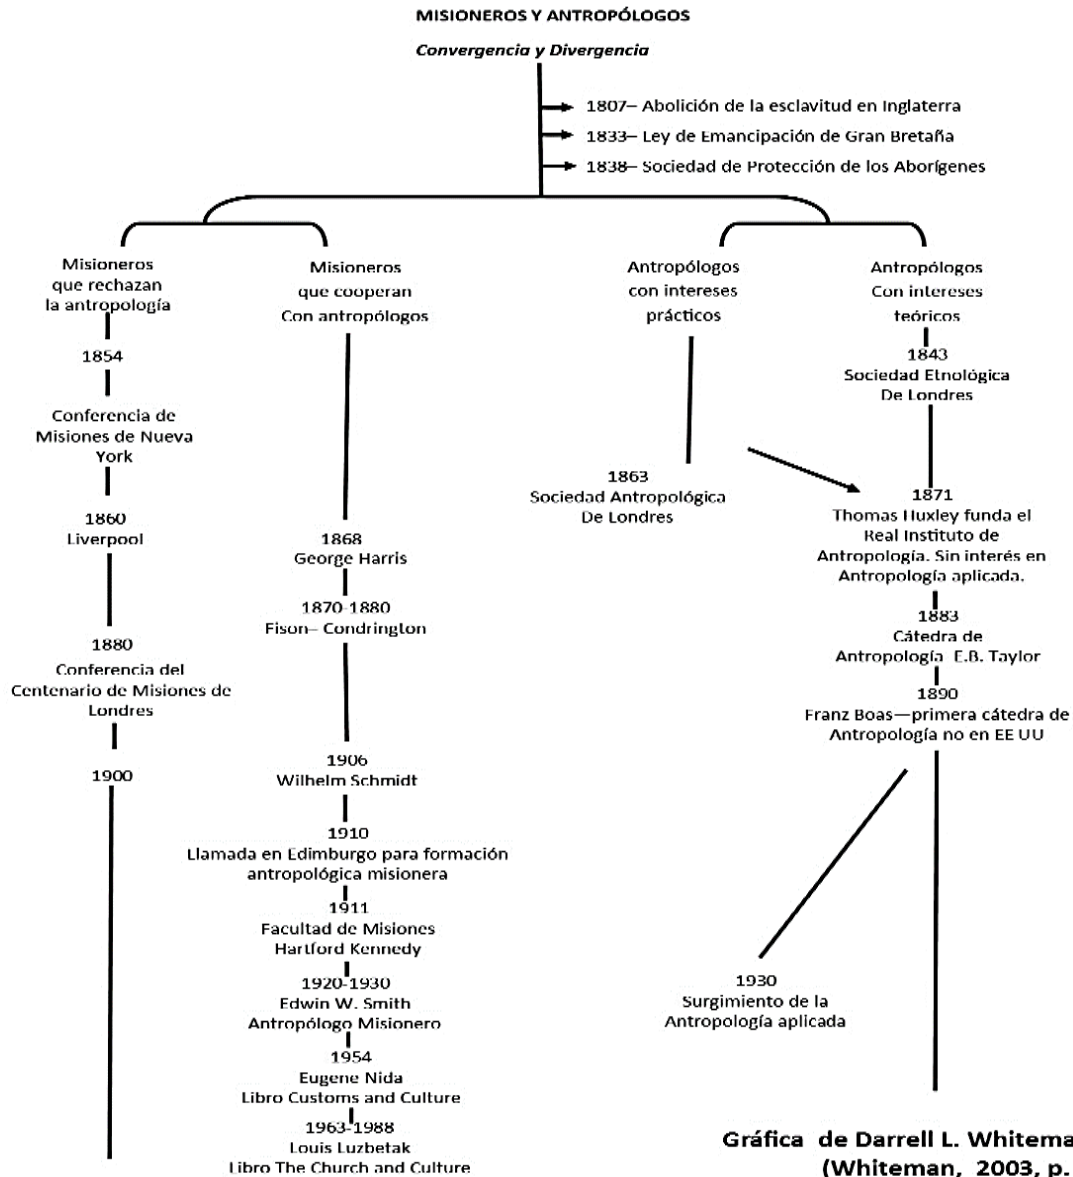 MISIONEROS Y ANTROPÓLOGOS
Convergencia y Divergencia
1807– Abolición de la esclavitud en Inglaterra
1833– Ley de Emancipación de Gran Bretaña
1838– Sociedad de Protección de los Aborígenes
Misioneros
que rechazan
la antropología
1854
Conferencia de
Misiones de Nueva
York
1860
Liverpool
1880
Conferencia del
Centenario de Misiones de
Londres
1900
Misioneros
que cooperan
Con antropólogos
1868
George Harris
1870-1880
Fison– Condrington
1906
Wilhelm Schmidt
1910
Llamada en Edimburgo para formación
antropológica misionera
1911
Facultad de Misiones
Hartford Kennedy
1920-1930
Edwin W. Smith
Antropólogo Misionero
1954
Eugene Nida
Libro Customs and Culture
1963-1988
Louis Luzbetak
Libro The Church and Culture
Antropólogos
con intereses
prácticos
1863
Sociedad Antropológica
De Londres
Antropólogos
Con intereses
teóricos
1843
Sociedad Etnológica
De Londres
1871
Thomas Huxley funda el
Real Instituto de
Antropología. Sin interés en
Antropología aplicada.
1883
Cátedra de
Antropología E.B. Taylor
1890
Franz Boas—primera cátedra de
Antropología no en EE UU
1930
Surgimiento de la
Antropología aplicada
Gráfica de Darrell L. Whitema
(Whiteman, 2003, p.